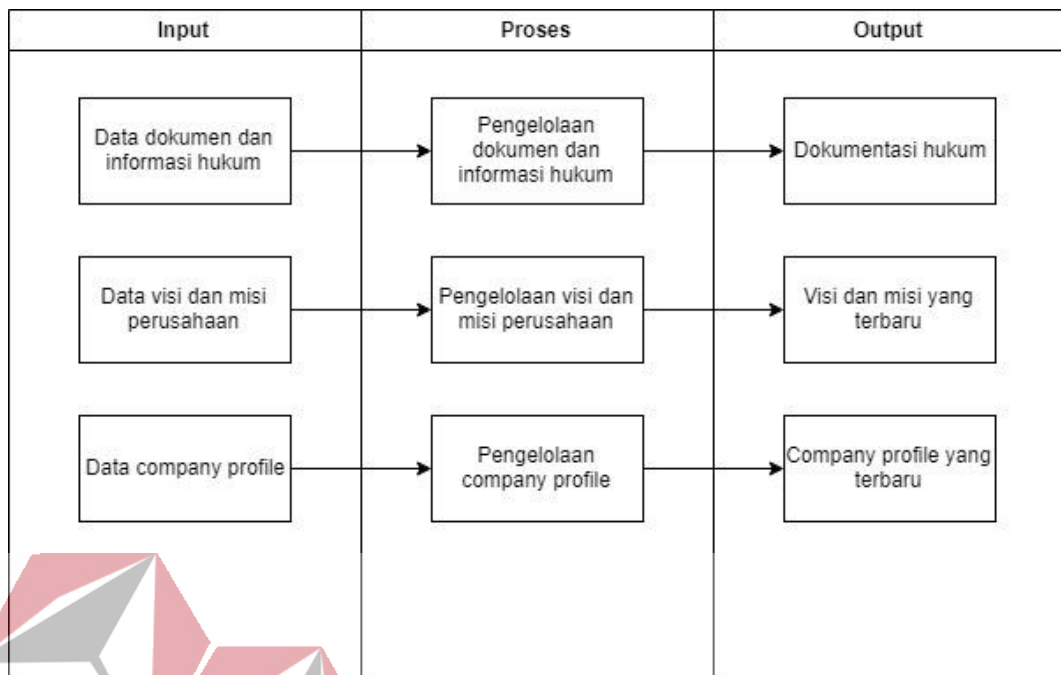 Input
Proses
Output
Data dokumen dan
informasi hukum
Pengelolaan
dokumen dan
informasi hukum
Dokumentasi hukum
Data visi dan misi
perusahaan
Pengelolaan visi dan
misi perusahaan
Visi dan misi yang
terbaru
Data company profile
Pengelolaan
company profile
Company profile yang
terbaru